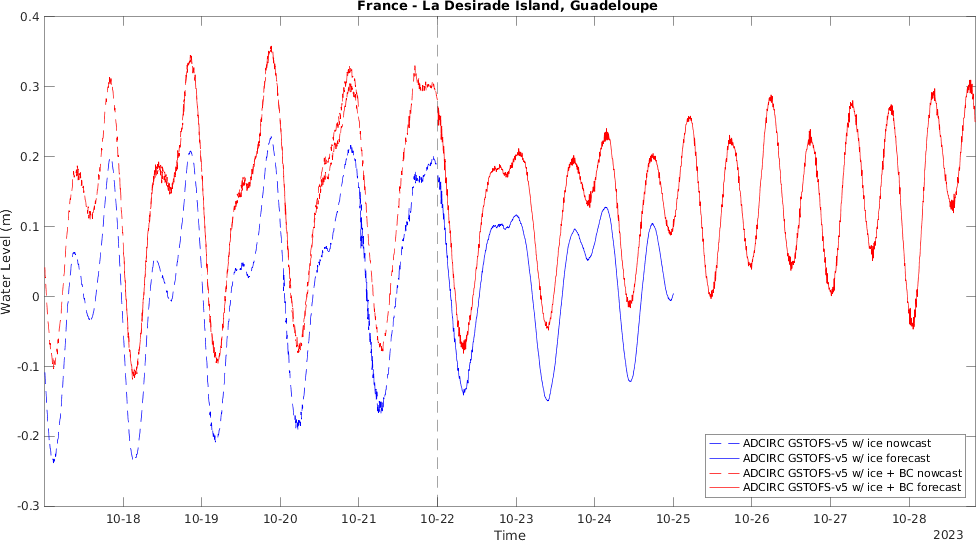 France - La Desirade Island, Guadeloupe
0.4
0.3
0.2
0.1
0
-0.1
-0.2
-0.3
Water Level (m)
10-18
10-19
10-20
10-21
10-22
10-23
10-24
10-25
10-26
10-27
10-28
Time
2023
ADCIRC GSTOFS-v5 w/ ice nowcast
ADCIRC GSTOFS-v5 w/ ice forecast
ADCIRC GSTOFS-v5 w/ ice + BC nowcast
ADCIRC GSTOFS-v5 w/ ice + BC forecast